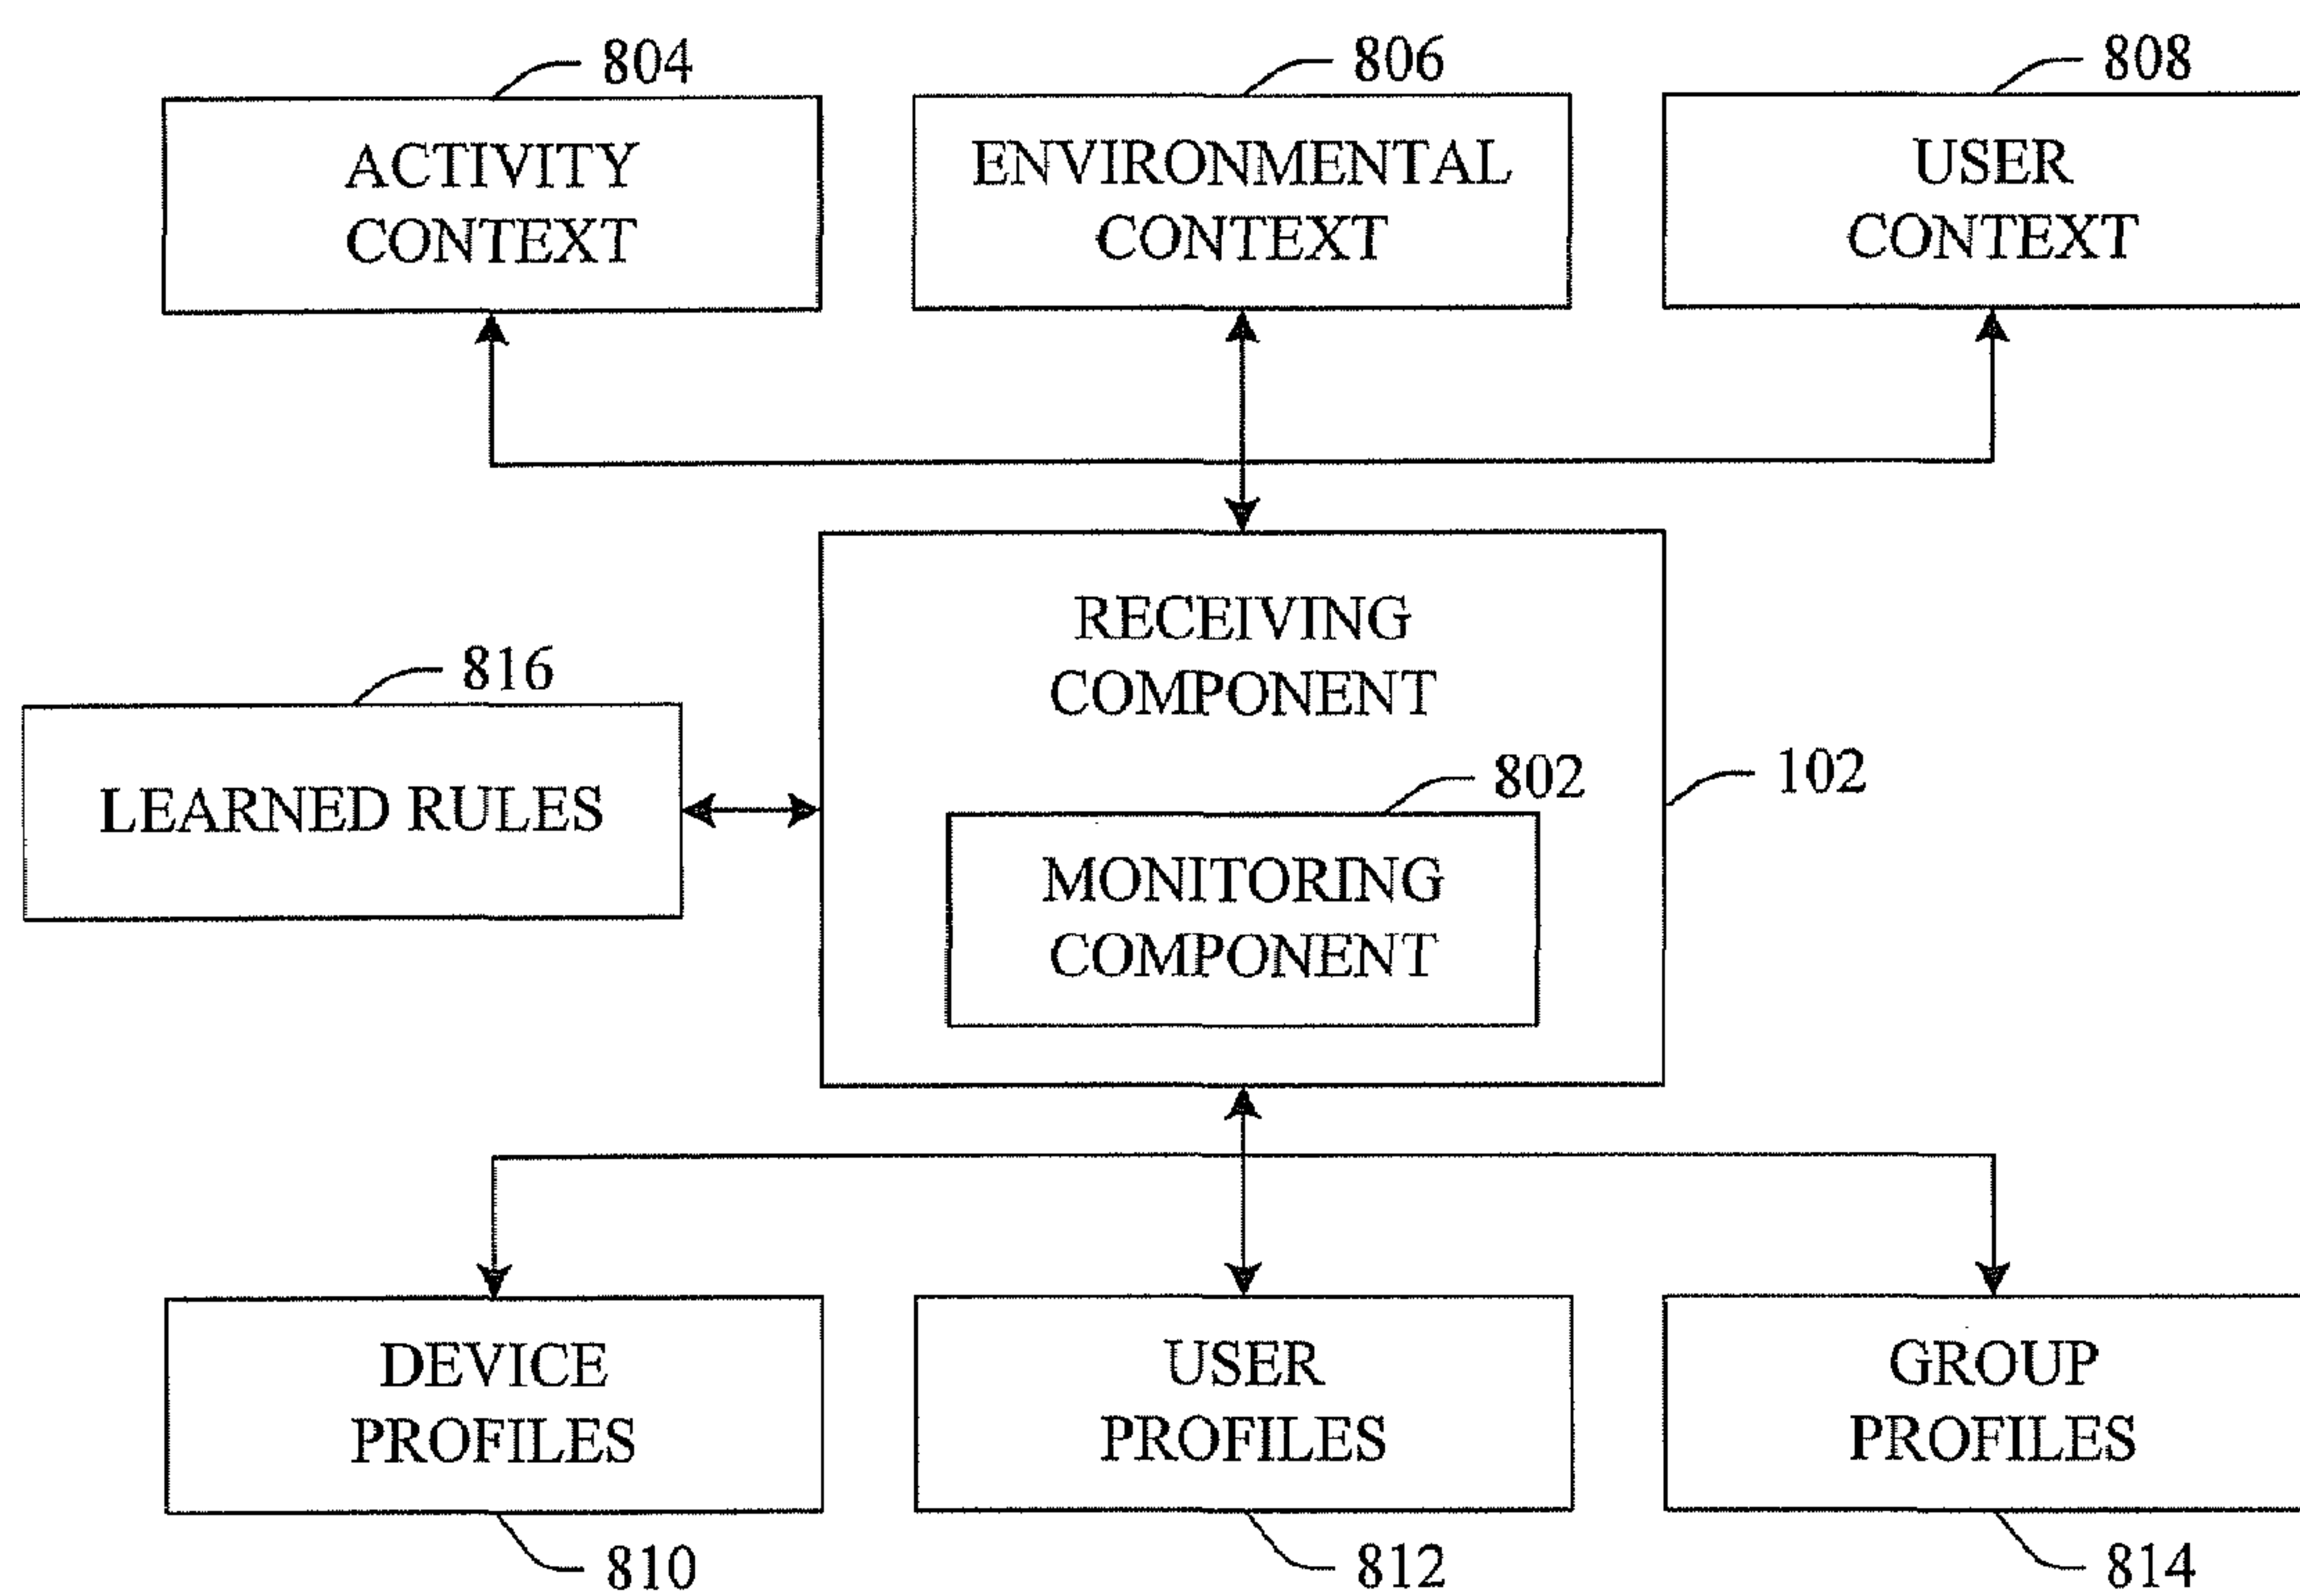 804
806
808
ACTIVITY
CONTEXT
ENVIRONMENTAL
CONTEXT
USER
CONTEXT
RECEIVING
COMPONENT
816
LEARNED RULES
802
102
MONITORING
COMPONENT
DEVICE
PROFILES
USER
PROFILES
GROUP
PROFILES
810
812
814